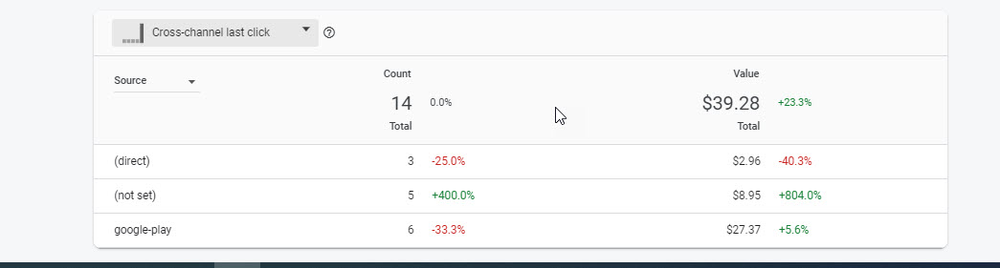 Cross-channel last click
Source Count Value
14 0.0% $39.28 +23.3%
Total Total
(direct) 3 -25.0% $2.96 -40.3%
(not set) 5 +400.0% $8.95 +804.0%
google-play 6 -33.3% $27.37 +5.6%